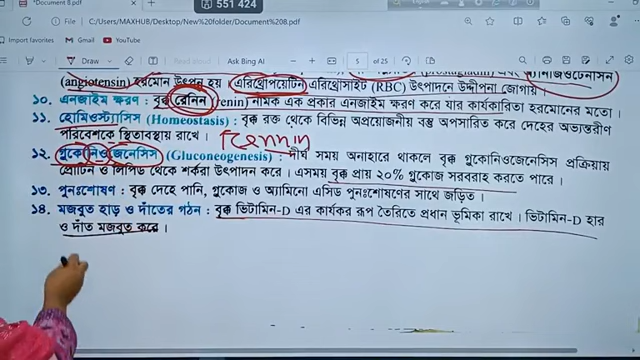 *Document 8.pdf
551 424
C:/Users/MAXHUB/Desktop/New%20folder/Document%208.pdf
Import favorites
Gmail
YouTube
Maps
Draw
Ask Bing AI
5 of 25
(angiotensin) হরমোন উৎপন্ন হয় এরিথ্রোপয়েটিন এরিথ্রোসাইট (RBC) উৎপাদনে উদ্দীপনা জোগায়।
১০. এনজাইম ক্ষরণ : বৃক্ক রেনিন (renin) নামক এক প্রকার এনজাইম ক্ষরণ করে যার কার্যকারিতা হরমোনের মতো।
১১. হোমিওস্ট্যাসিস (Homeostasis) : বৃক্ক রক্ত থেকে বিভিন্ন অপ্রয়োজনীয় বস্তু অপসারিত করে দেহের অভ্যন্তরীণ
পরিবেশকে স্থিতাবস্থায় রাখে।
Rennin
১২. গ্লুকোনিওজেনেসিস (Gluconeogenesis) : দীর্ঘ সময় অনাহারে থাকলে বৃক্ক গ্লুকোনিওজেনেসিস প্রক্রিয়ায়
প্রোটিন ও লিপিড থেকে শর্করা উৎপাদন করে। এসময় বৃক্ক প্রায় ২০% গ্লুকোজ সরবরাহ করতে পারে।
১৩. পুনঃশোষণ : বৃক্ক দেহে পানি, গ্লুকোজ ও অ্যামিনো এসিড পুনঃশোষণের সাথে জড়িত।
১৪. মজবুত হাড় ও দাঁতের গঠন : বৃক্ক ভিটামিন-D এর কার্যকর রূপ তৈরিতে প্রধান ভূমিকা রাখে। ভিটামিন-D হার
ও দাঁত মজবুত করে।